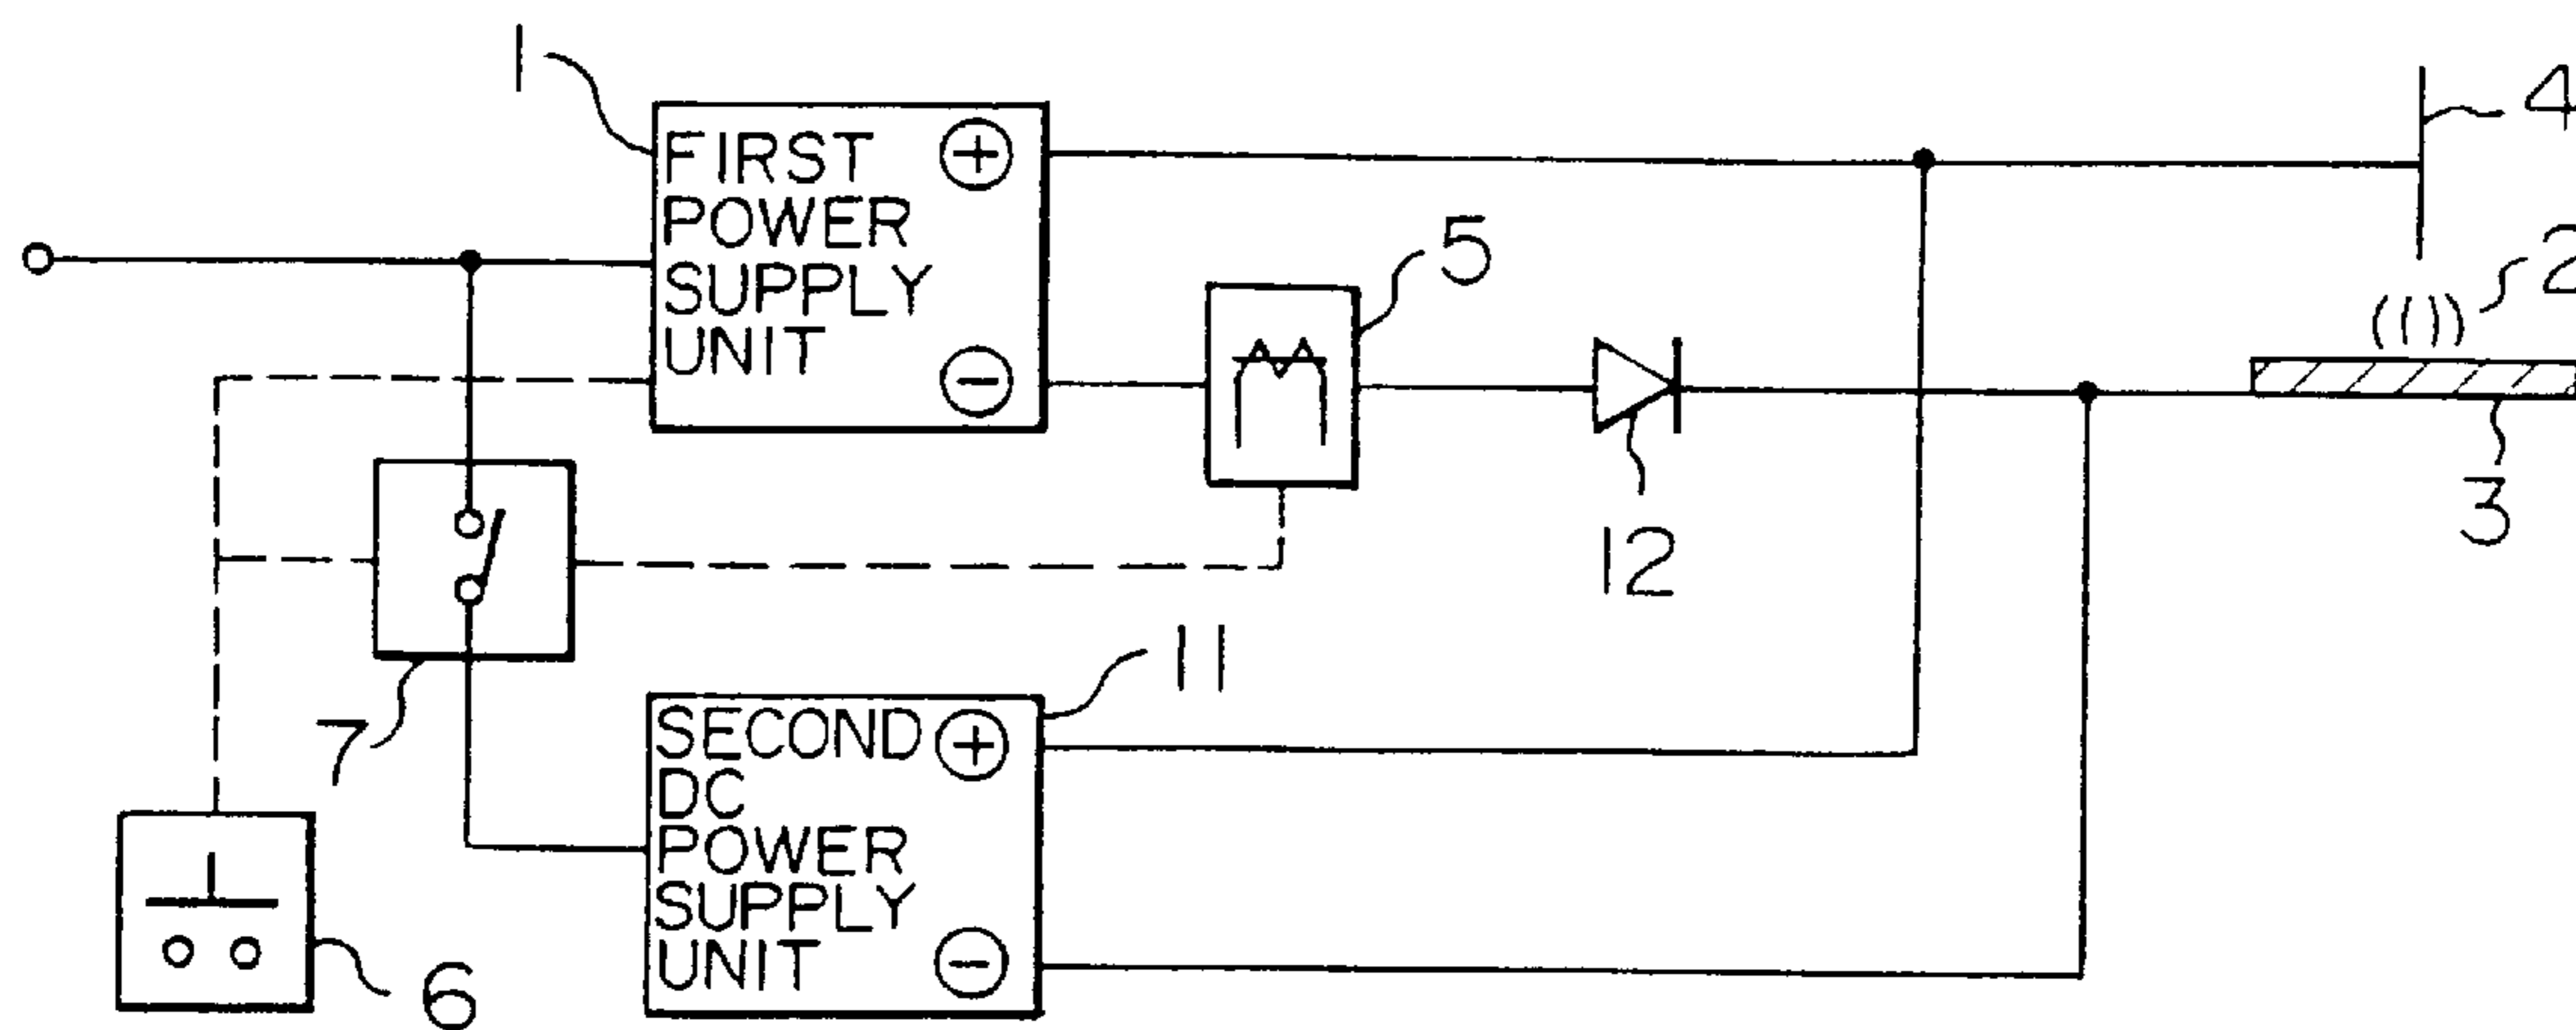 1
FIRST
POWER
SUPPLY
UNIT
+
−
5
4
2
3
12
7
11
SECOND
DC
POWER
SUPPLY
UNIT
+
−
6